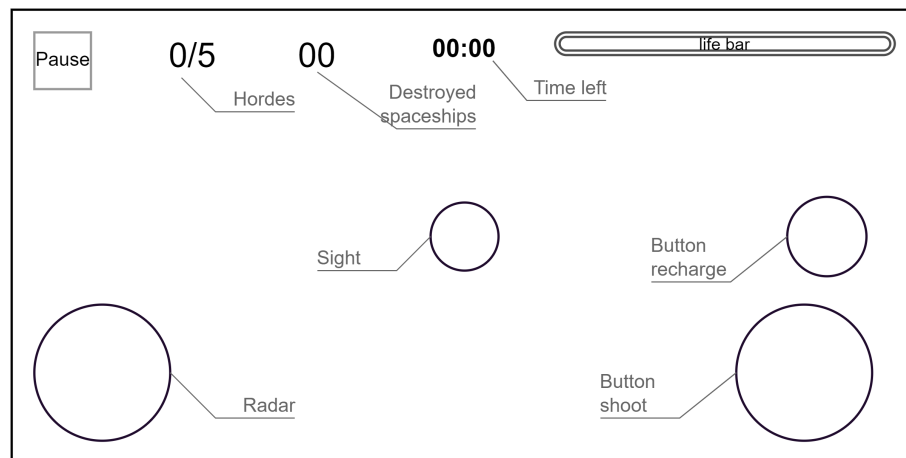 Pause
0/5
00
00:00
life bar
Hordes
Destroyed
spaceships
Time left
Sight
Button
recharge
Radar
Button
shoot